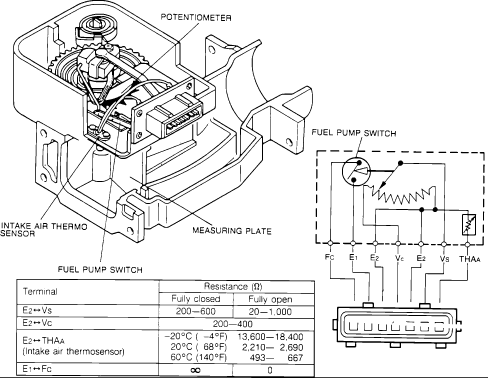 POTENTIOMETER
FUEL PUMP SWITCH
INTAKE AIR THERMO
SENSOR
MEASURING PLATE
FUEL PUMP SWITCH
FC E1 E2 Vc E2 Vs THAA
Terminal Resistance (Ω)
Fully closed Fully open
E2↔Vs 200–600 20–1,000
E2↔Vc 200–400
E2↔THAA
(Intake air thermosensor)
–20°C ( –4°F) 13,600–18,400
20°C ( 68°F) 2,210– 2,690
60°C (140°F) 493– 667
E1↔Fc ∞ 0